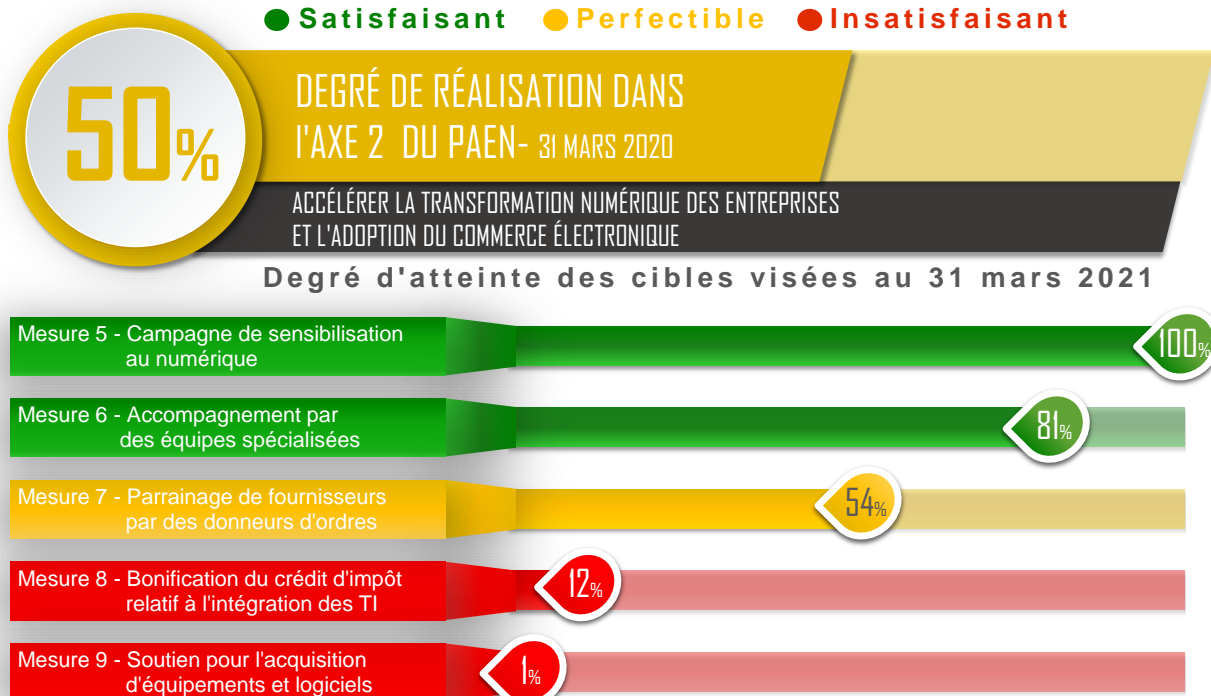 Satisfaisant Perfectible Insatisfaisant
50%
DEGRÉ DE RÉALISATION DANS
l'AXE 2 DU PAEN- 31 MARS 2020
ACCÉLÉRER LA TRANSFORMATION NUMÉRIQUE DES ENTREPRISES
ET L'ADOPTION DU COMMERCE ÉLECTRONIQUE
Degré d'atteinte des cibles visées au 31 mars 2021
Mesure 5 - Campagne de sensibilisation
au numérique
100%
Mesure 6 - Accompagnement par
des équipes spécialisées
81%
Mesure 7 - Parrainage de fournisseurs
par des donneurs d'ordres
54%
Mesure 8 - Bonification du crédit d'impôt
relatif à l'intégration des TI
12%
Mesure 9 - Soutien pour l'acquisition
d'équipements et logiciels
1%